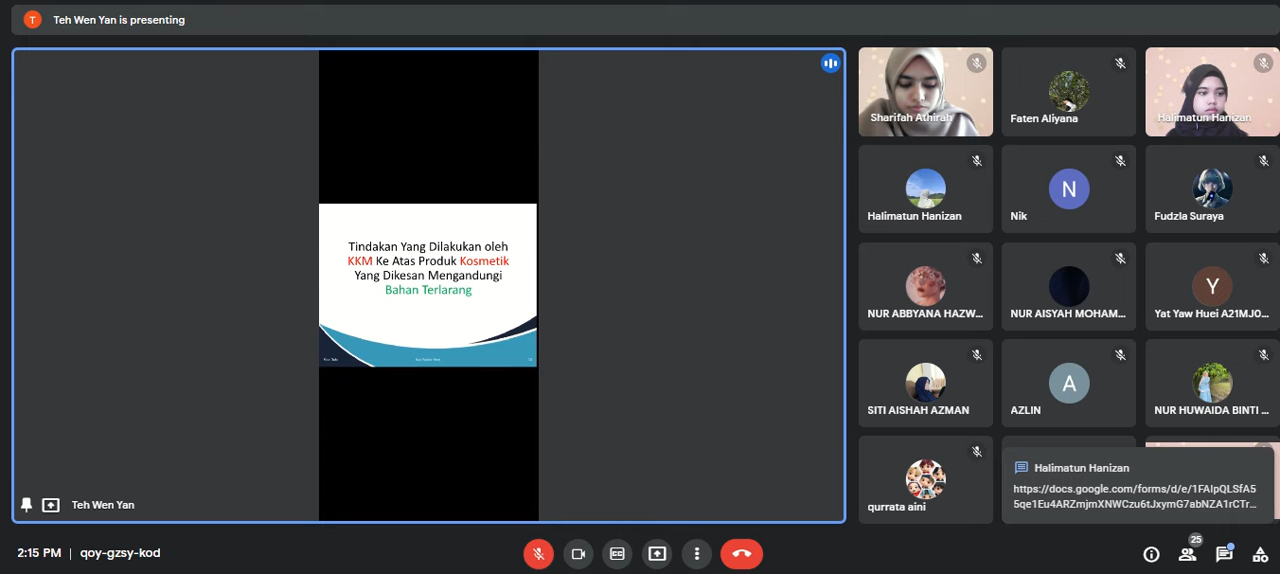 T Teh Wen Yan is presenting
Tindakan Yang Dilakukan oleh
KKM Ke Atas Produk Kosmetik
Yang Dikesan Mengandungi
Bahan Terlarang
Teh Wen Yan
Sharifah Athirah
Faten Aliyana
Halimatun Hanizan
Halimatun Hanizan
N
Nik
Fudzla Suraya
NUR ABBYANA HAZW...
NUR AISYAH MOHAM...
Y
Yat Yaw Huei A21MJ0...
SITI AISHAH AZMAN
A
AZLIN
NUR HUWAIDA BINTI ...
qurrata aini
Halimatun Hanizan
https://docs.google.com/forms/d/e/1FAIpQLSfA5
5qe1Eu4ARZmjmXNWCzu6tJxymG7abNZA1rCTr...
2:15 PM | qoy-gzsy-kod
25